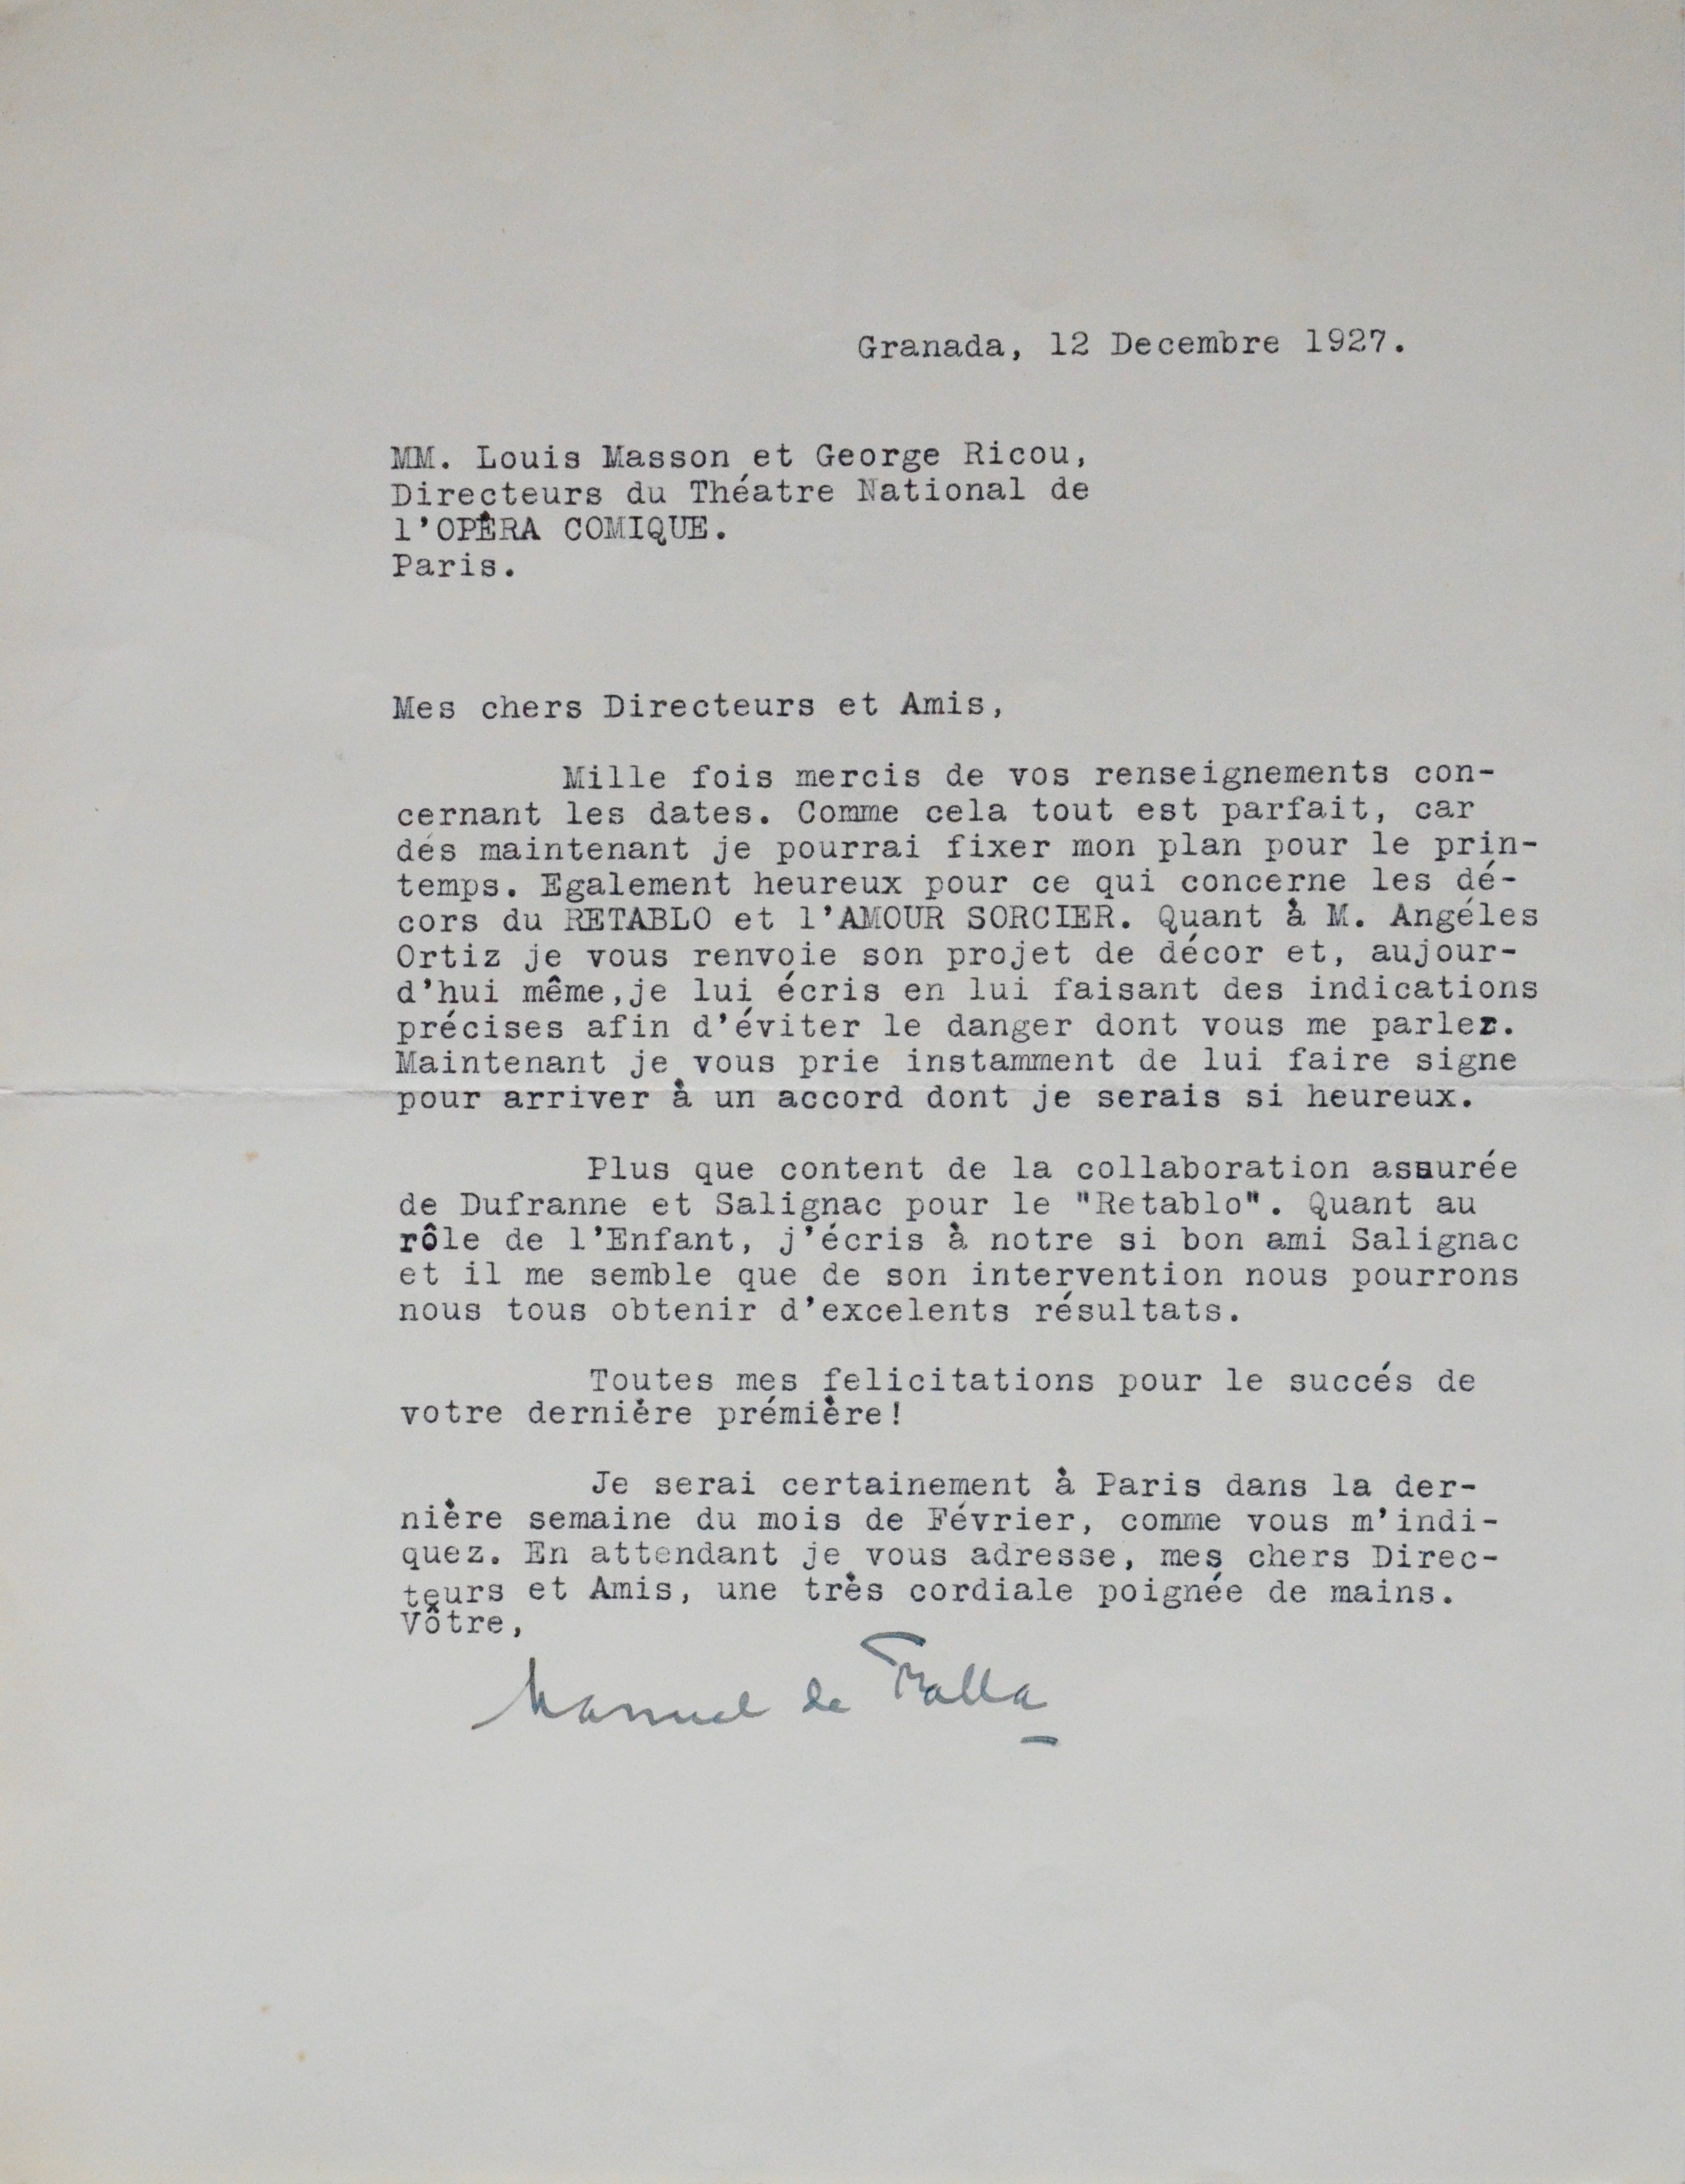 Granada, 12 Decembre 1927.
MM. Louis Masson et George Ricou,
Directeurs du Théatre National de
l'OPÈRA COMIQUE.
Paris.
Mes chers Directeurs et Amis,
Mille fois mercis de vos renseignements con-
cernant les dates. Comme cela tout est parfait, car
dés maintenant je pourrai fixer mon plan pour le prin-
temps. Egalement heureux pour ce qui concerne les dé-
cors du RETABLO et l'AMOUR SORCIER. Quant à M. Angéles
Ortiz je vous renvoie son projet de décor et, aujour-
d'hui même,je lui écris en lui faisant des indications
précises afin d'éviter le danger dont vous me parlez.
Maintenant je vous prie instamment de lui faire signe
pour arriver à un accord dont je serais si heureux.
Plus que content de la collaboration assurée
de Dufranne et Salignac pour le "Retablo". Quant au
rôle de l'Enfant, j'écris à notre si bon ami Salignac
et il me semble que de son intervention nous pourrons
nous tous obtenir d'excelents résultats.
Toutes mes felicitations pour le succés de
votre dernière prémière!
Je serai certainement à Paris dans la der-
nière semaine du mois de Février, comme vous m'indi-
quez. En attendant je vous adresse, mes chers Direc-
teurs et Amis, une très cordiale poignée de mains.
Vôtre,
Manuel de Falla